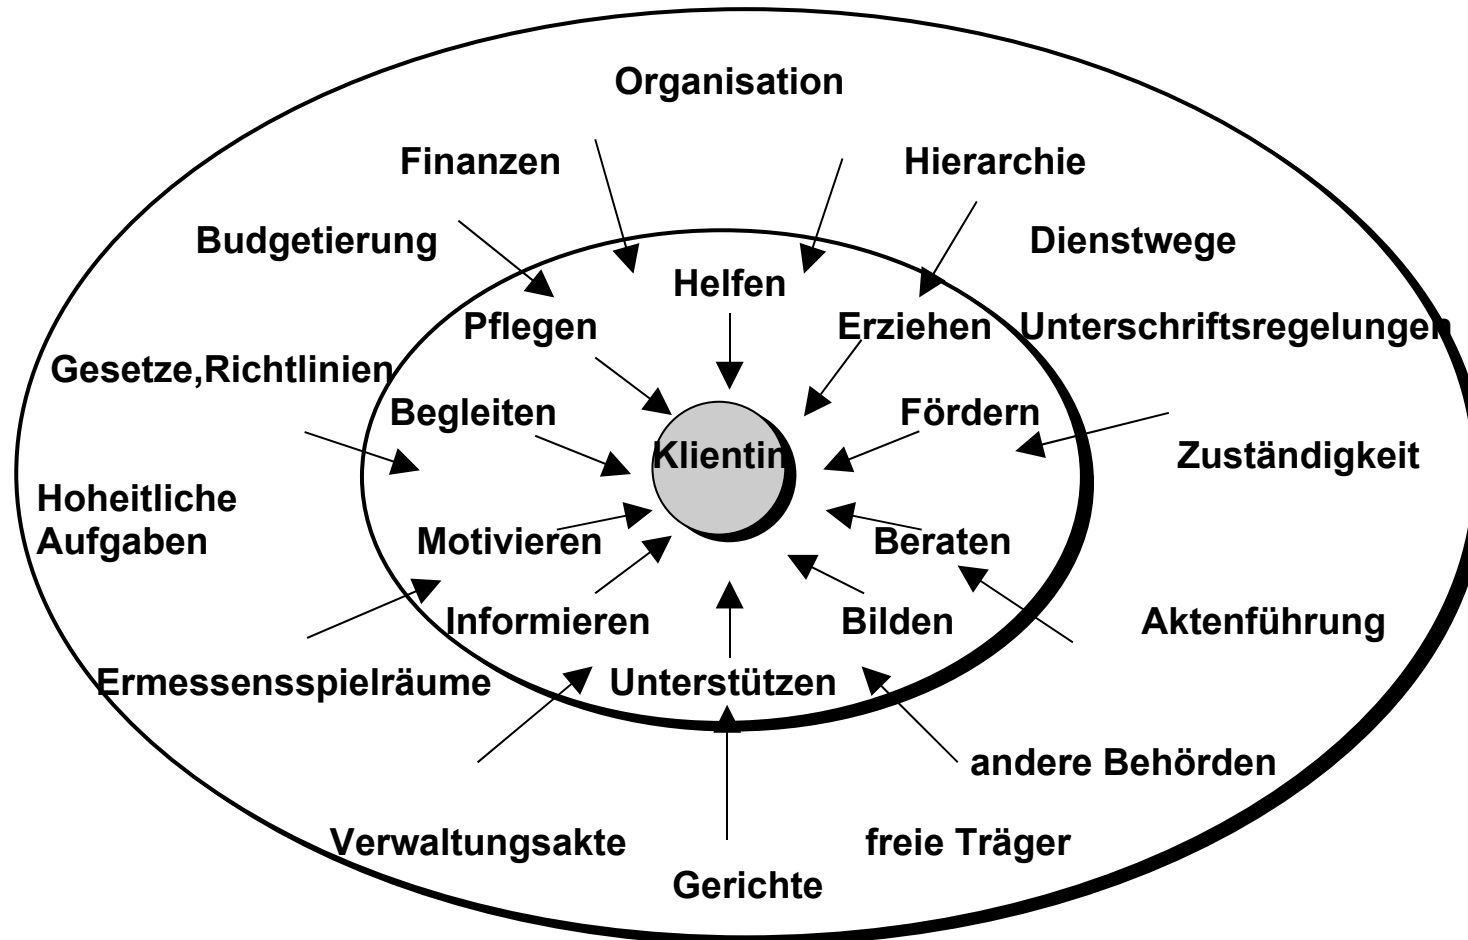 Organisation
Finanzen
Hierarchie
Budgetierung
Dienstwege
Helfen
Pflegen
Erziehen
Unterschriftsregelungen
Gesetze,Richtlinien
Begleiten
Fördern
Klientin
Zuständigkeit
Hoheitliche
Aufgaben
Motivieren
Beraten
Informieren
Bilden
Aktenführung
Ermessensspielräume
Unterstützen
andere Behörden
Verwaltungsakte
freie Träger
Gerichte